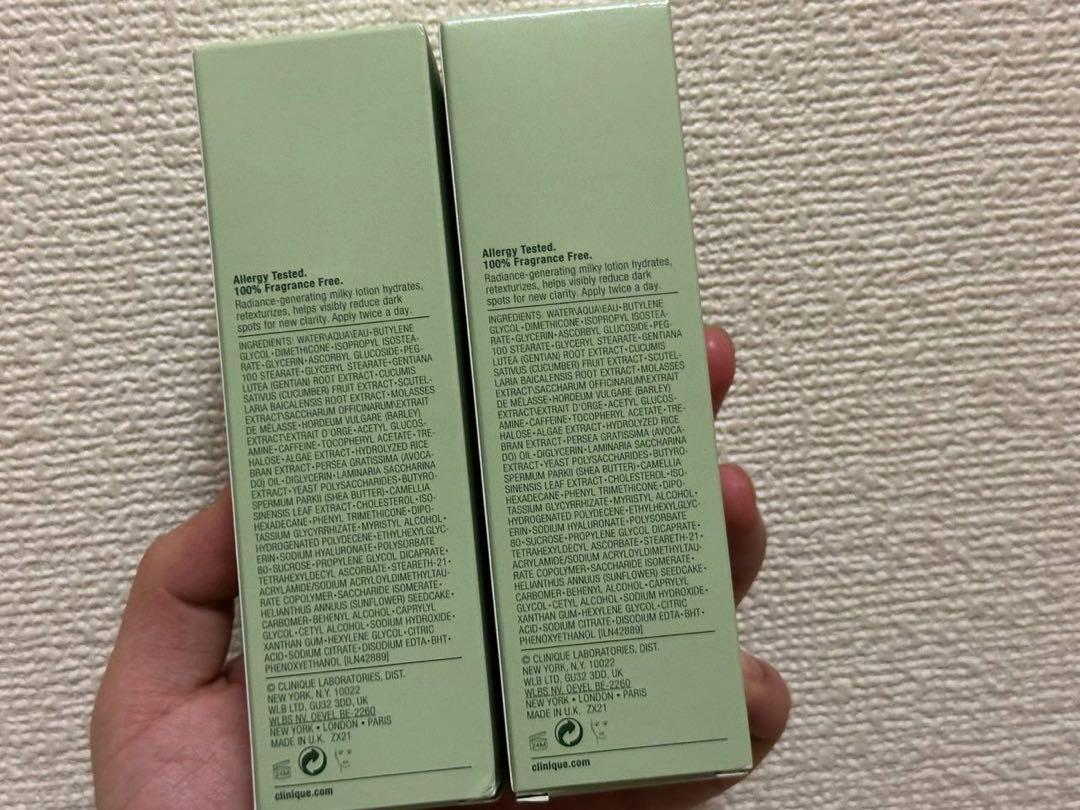 Allergy Tested.
100% Fragrance Free.
Radiance-generating milky lotion hydrates,
retexturizes, helps visibly reduce dark
spots for new clarity. Apply twice a day.
INGREDIENTS: WATER\AQUA\EAU • BUTYLENE
GLYCOL • DIMETHICONE • ISOPROPYL ISOSTEA-
RATE • GLYCERIN • ASCORBYL GLUCOSIDE • PEG-
100 STEARATE • GLYCERYL STEARATE • GENTIANA
LUTEA (GENTIAN) ROOT EXTRACT • CUCUMIS
SATIVUS (CUCUMBER) FRUIT EXTRACT • SCUTEL-
LARIA BAICALENSIS ROOT EXTRACT • MOLASSES
EXTRACT\SACCHARUM OFFICINARUM\EXTRAIT
DE MÉLASSE • HORDEUM VULGARE (BARLEY)
EXTRACT\EXTRAIT D'ORGE • ACETYL GLUCOS-
AMINE • CAFFEINE • TOCOPHERYL ACETATE • TRE-
HALOSE • ALGAE EXTRACT • HYDROLYZED RICE
BRAN EXTRACT • PERSEA GRATISSIMA (AVOCA-
DO) OIL • DIGLYCERIN • LAMINARIA SACCHARINA
EXTRACT • YEAST POLYSACCHARIDES • BUTYRO-
SPERMUM PARKII (SHEA BUTTER) • CAMELLIA
SINENSIS LEAF EXTRACT • CHOLESTEROL • ISO-
HEXADECANE • PHENYL TRIMETHICONE • DIPO-
TASSIUM GLYCYRRHIZATE • MYRISTYL ALCOHOL •
HYDROGENATED POLYDECENE • ETHYLHEXYLGLYC-
ERIN • SODIUM HYALURONATE • POLYSORBATE
80 • SUCROSE • PROPYLENE GLYCOL DICAPRATE •
TETRAHEXYLDECYL ASCORBATE • STEARETH-21 •
ACRYLAMIDE/SODIUM ACRYLOYLDIMETHYLTAU-
RATE COPOLYMER • SACCHARIDE ISOMERATE •
HELIANTHUS ANNUUS (SUNFLOWER) SEEDCAKE •
CARBOMER • BEHENYL ALCOHOL • CAPRYLYL
GLYCOL • CETYL ALCOHOL • SODIUM HYDROXIDE •
XANTHAN GUM • HEXYLENE GLYCOL • CITRIC
ACID • SODIUM CITRATE • DISODIUM EDTA • BHT •
PHENOXYETHANOL [ILN42889]
© CLINIQUE LABORATORIES, DIST.
NEW YORK, N.Y. 10022
WLB LTD, GU32 3DD, UK
WLBS NV. OEVEL BE-2260
NEW YORK • LONDON • PARIS
MADE IN U.K. ZX21
24M
clinique.com
Allergy Tested.
100% Fragrance Free.
Radiance-generating milky lotion hydrates,
retexturizes, helps visibly reduce dark
spots for new clarity. Apply twice a day.
INGREDIENTS: WATER\AQUA\EAU • BUTYLENE
GLYCOL • DIMETHICONE • ISOPROPYL ISOSTEA-
RATE • GLYCERIN • ASCORBYL GLUCOSIDE • PEG-
100 STEARATE • GLYCERYL STEARATE • GENTIANA
LUTEA (GENTIAN) ROOT EXTRACT • CUCUMIS
SATIVUS (CUCUMBER) FRUIT EXTRACT • SCUTEL-
LARIA BAICALENSIS ROOT EXTRACT • MOLASSES
EXTRACT\SACCHARUM OFFICINARUM\EXTRAIT
DE MÉLASSE • HORDEUM VULGARE (BARLEY)
EXTRACT\EXTRAIT D'ORGE • ACETYL GLUCOS-
AMINE • CAFFEINE • TOCOPHERYL ACETATE • TRE-
HALOSE • ALGAE EXTRACT • HYDROLYZED RICE
BRAN EXTRACT • PERSEA GRATISSIMA (AVOCA-
DO) OIL • DIGLYCERIN • LAMINARIA SACCHARINA
EXTRACT • YEAST POLYSACCHARIDES • BUTYRO-
SPERMUM PARKII (SHEA BUTTER) • CAMELLIA
SINENSIS LEAF EXTRACT • CHOLESTEROL • ISO-
HEXADECANE • PHENYL TRIMETHICONE • DIPO-
TASSIUM GLYCYRRHIZATE • MYRISTYL ALCOHOL •
HYDROGENATED POLYDECENE • ETHYLHEXYLGLYC-
ERIN • SODIUM HYALURONATE • POLYSORBATE
80 • SUCROSE • PROPYLENE GLYCOL DICAPRATE •
TETRAHEXYLDECYL ASCORBATE • STEARETH-21 •
ACRYLAMIDE/SODIUM ACRYLOYLDIMETHYLTAU-
RATE COPOLYMER • SACCHARIDE ISOMERATE •
HELIANTHUS ANNUUS (SUNFLOWER) SEEDCAKE •
CARBOMER • BEHENYL ALCOHOL • CAPRYLYL
GLYCOL • CETYL ALCOHOL • SODIUM HYDROXIDE •
XANTHAN GUM • HEXYLENE GLYCOL • CITRIC
ACID • SODIUM CITRATE • DISODIUM EDTA • BHT •
PHENOXYETHANOL [ILN42889]
© CLINIQUE LABORATORIES, DIST.
NEW YORK, N.Y. 10022
WLB LTD, GU32 3DD, UK
WLBS NV. OEVEL BE-2260
NEW YORK • LONDON • PARIS
MADE IN U.K. ZX21
24M
clinique.com